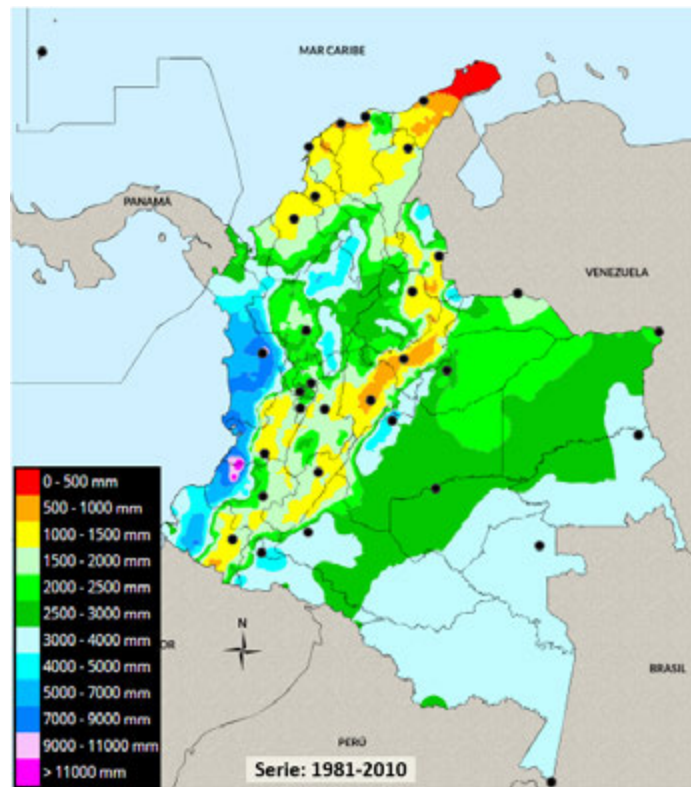 MAR CARIBE
PANAMÁ
VENEZUELA
0 - 500 mm
500 - 1000 mm
1000 - 1500 mm
1500 - 2000 mm
2000 - 2500 mm
2500 - 3000 mm
3000 - 4000 mm
4000 - 5000 mm
5000 - 7000 mm
7000 - 9000 mm
9000 - 11000 mm
> 11000 mm
OR
N
BRASIL
PERÚ
Serie: 1981-2010